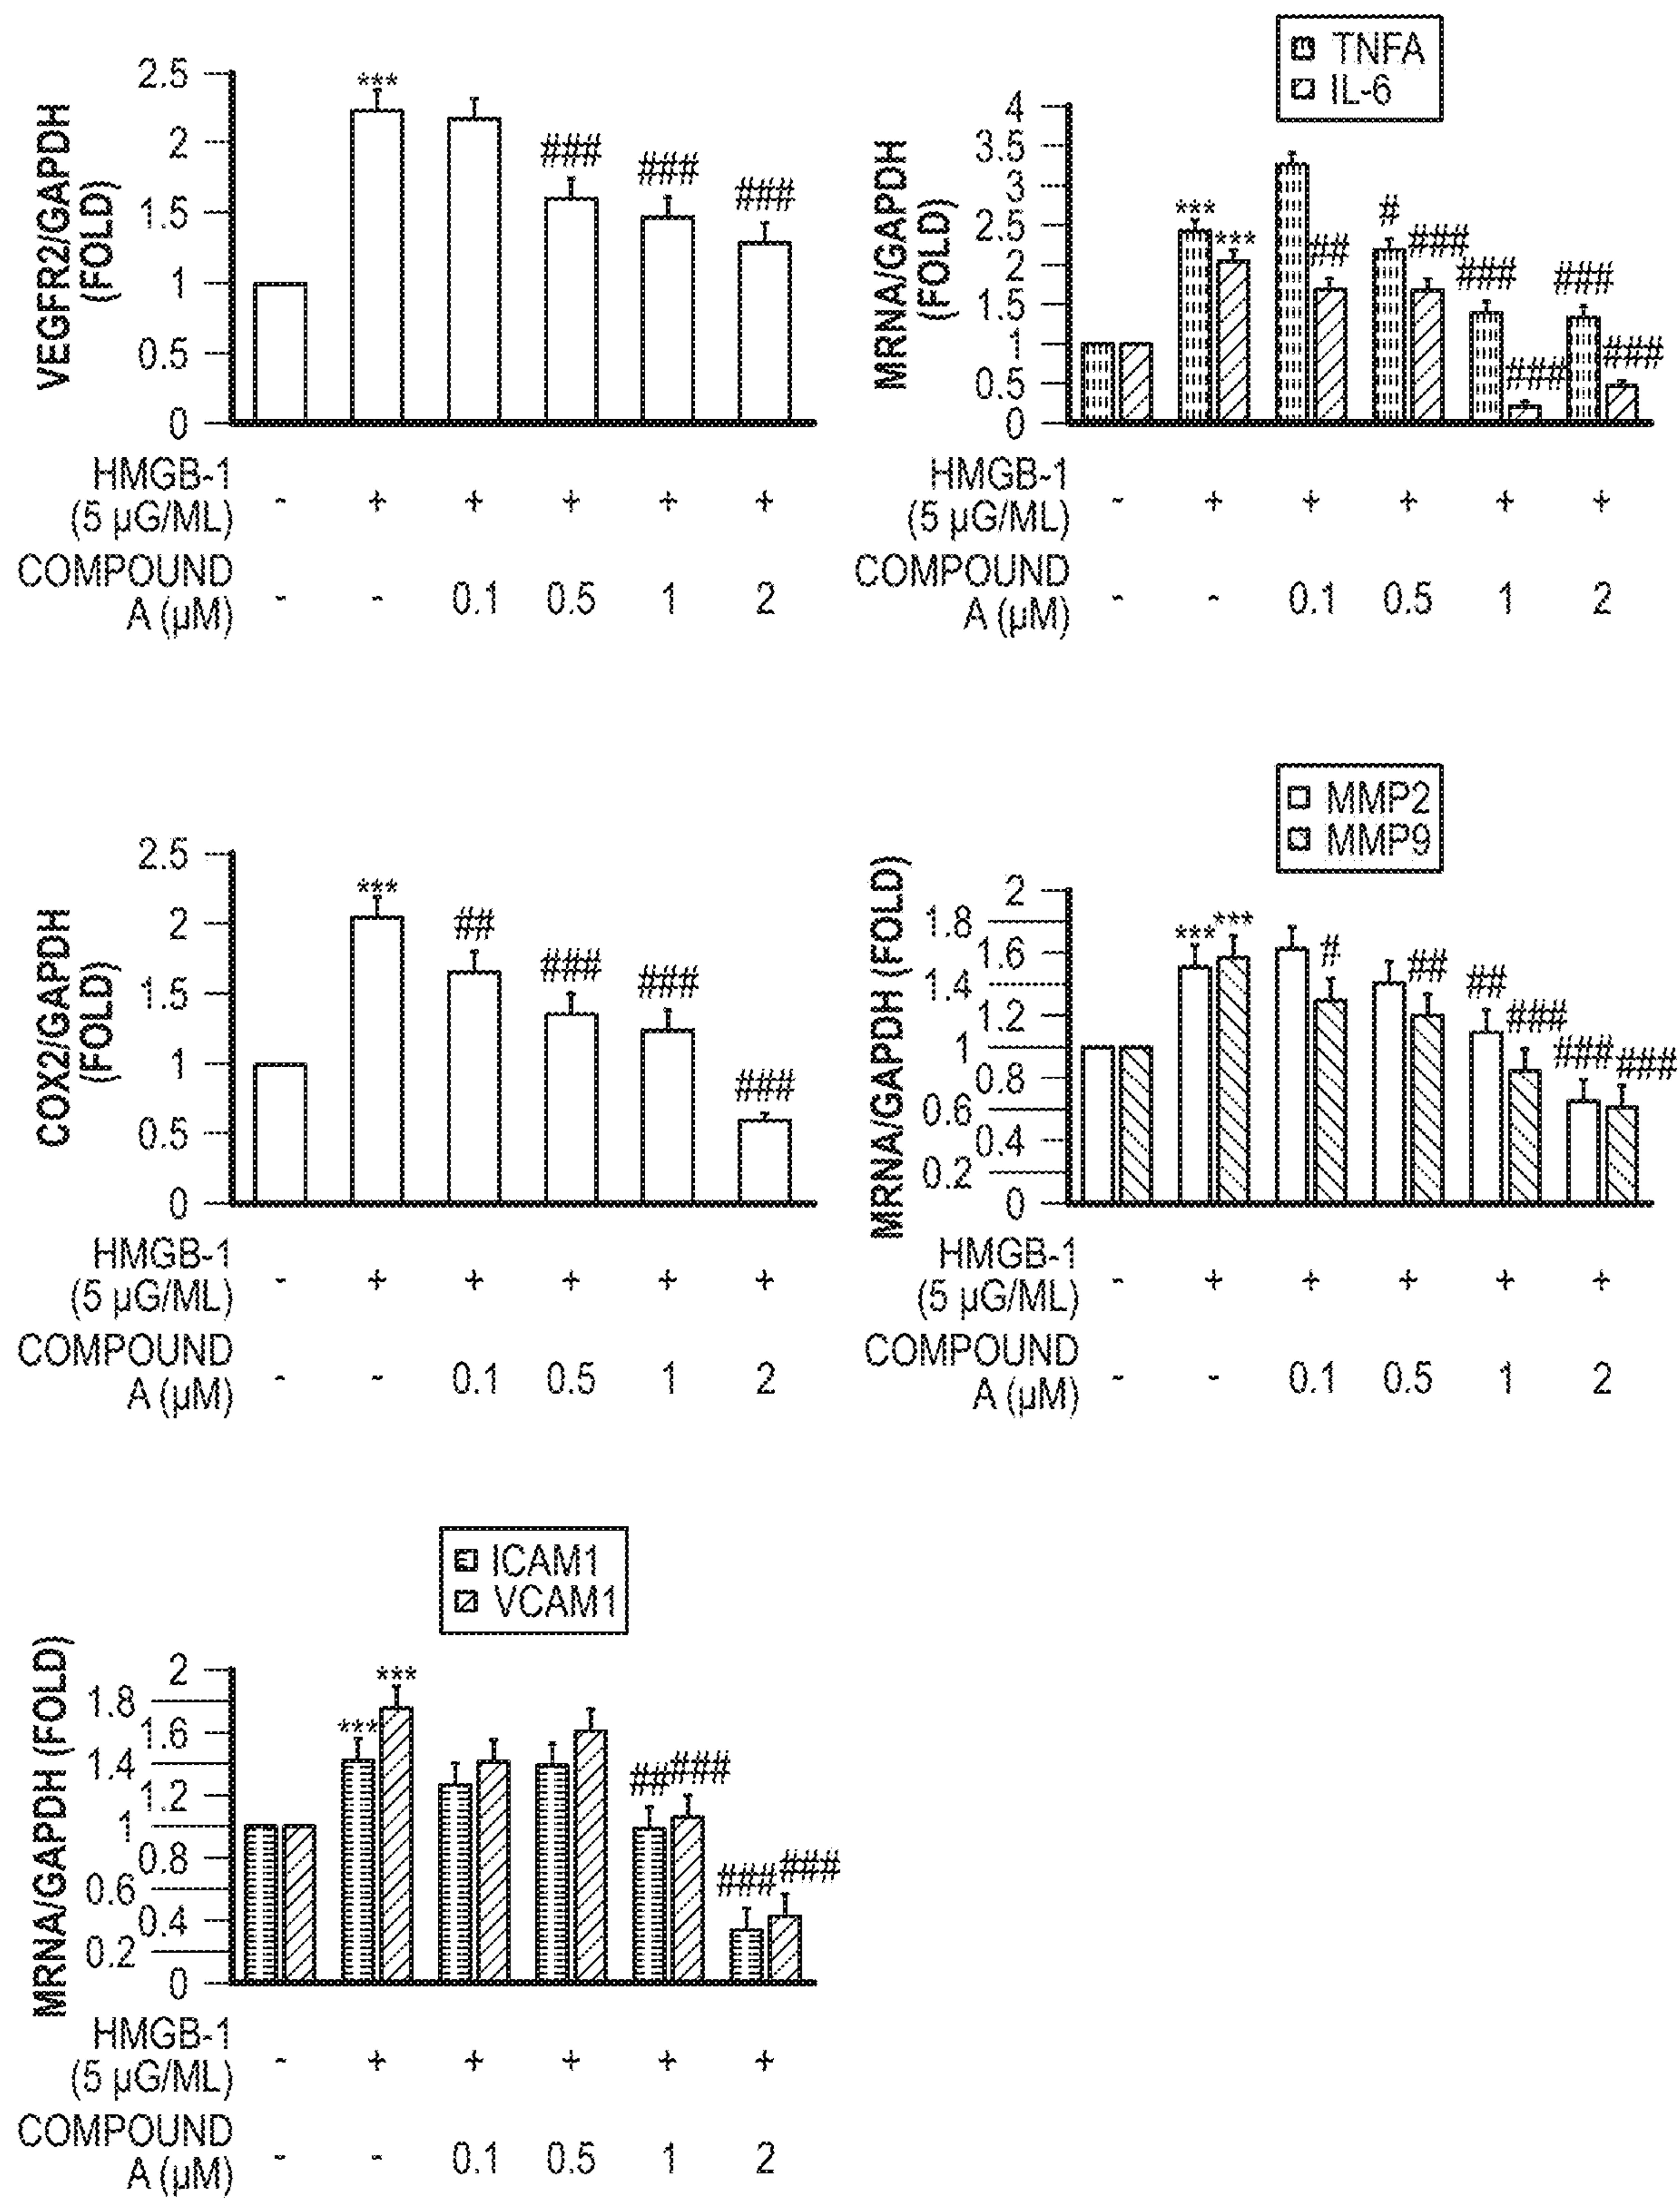 VEGFR2/GAPDH
(FOLD)
2.5
2
1.5
1
0.5
0
***
###
###
###
HMGB-1
(5 µG/ML)
- + + + + +
COMPOUND
A (µM)
- - 0.1 0.5 1 2
TNFA
IL-6
MRNA/GAPDH
(FOLD)
4
3.5
3
2.5
2
1.5
1
0.5
0
***
***
##
#
###
###
###
###
###
HMGB-1
(5 µG/ML)
- + + + + +
COMPOUND
A (µM)
- - 0.1 0.5 1 2
COX2/GAPDH
(FOLD)
2.5
2
1.5
1
0.5
0
***
##
###
###
###
HMGB-1
(5 µG/ML)
- + + + + +
COMPOUND
A (µM)
- - 0.1 0.5 1 2
MMP2
MMP9
MRNA/GAPDH (FOLD)
2
1.8
1.6
1.4
1.2
1
0.8
0.6
0.4
0.2
0
***
***
#
##
##
###
###
###
HMGB-1
(5 µG/ML)
- + + + + +
COMPOUND
A (µM)
- - 0.1 0.5 1 2
ICAM1
VCAM1
MRNA/GAPDH (FOLD)
2
1.8
1.6
1.4
1.2
1
0.8
0.6
0.4
0.2
0
***
***
##
###
###
###
HMGB-1
(5 µG/ML)
- + + + + +
COMPOUND
A (µM)
- - 0.1 0.5 1 2